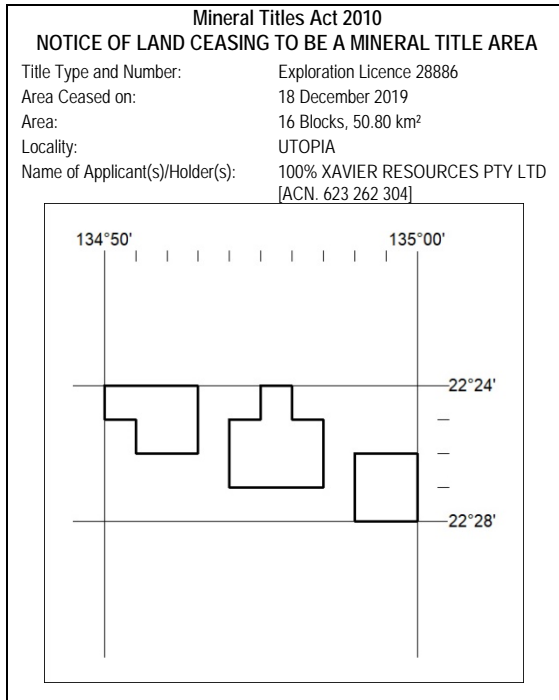 Mineral Titles Act 2010
NOTICE OF LAND CEASING TO BE A MINERAL TITLE AREA
Title Type and Number: Exploration Licence 28886
Area Ceased on: 18 December 2019
Area: 16 Blocks, 50.80 km²
Locality: UTOPIA
Name of Applicant(s)/Holder(s): 100% XAVIER RESOURCES PTY LTD
[ACN. 623 262 304]
134°50' 135°00'
22°24'
22°28'